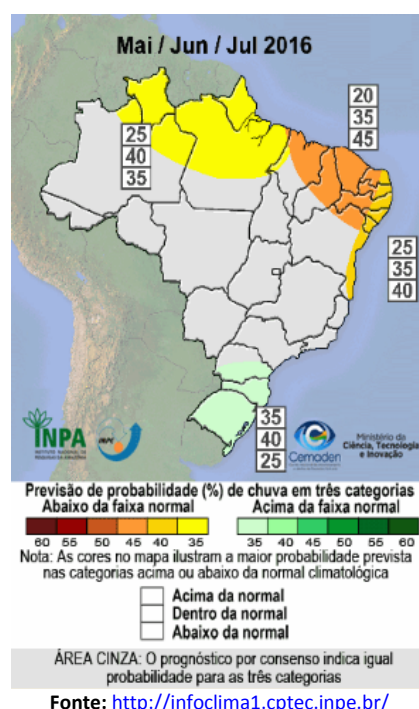 Mai / Jun / Jul 2016
20
35
45
25
40
35
25
35
40
35
40
25
INPA
INPE
Cemaden
Ministério da
Ciência, Tecnologia
e Inovação
Previsão de probabilidade (%) de chuva em três categorias
Abaixo da faixa normal Acima da faixa normal
60 55 50 45 40 35 35 40 45 50 55 60
Nota: As cores no mapa ilustram a maior probabilidade prevista
nas categorias acima ou abaixo da normal climatológica
Acima da normal
Dentro da normal
Abaixo da normal
ÁREA CINZA: O prognóstico por consenso indica igual
probabilidade para as três categorias
Fonte: http://infoclima1.cptec.inpe.br/